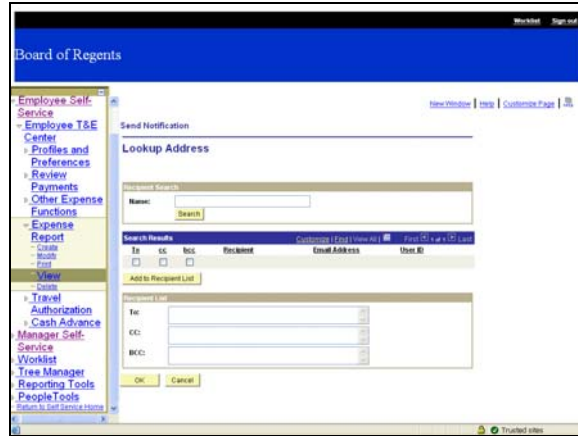 Worklist Sign out
Board of Regents
New Window | Help | Customize Page |
Employee Self-
Service
Employee T&E
Center
Profiles and
Preferences
Review
Payments
Other Expense
Functions
Expense
Report
Create
Modify
Print
View
Delete
Travel
Authorization
Cash Advance
Manager Self-
Service
Worklist
Tree Manager
Reporting Tools
PeopleTools
Return to Self Service Home
Send Notification
Lookup Address
Recipient Search
Name:
Search
Search Results Customize | Find | View All | First Last
To cc bcc Recipient Email Address User ID
Add to Recipient List
Recipient List
To:
CC:
BCC:
OK Cancel
Trusted sites